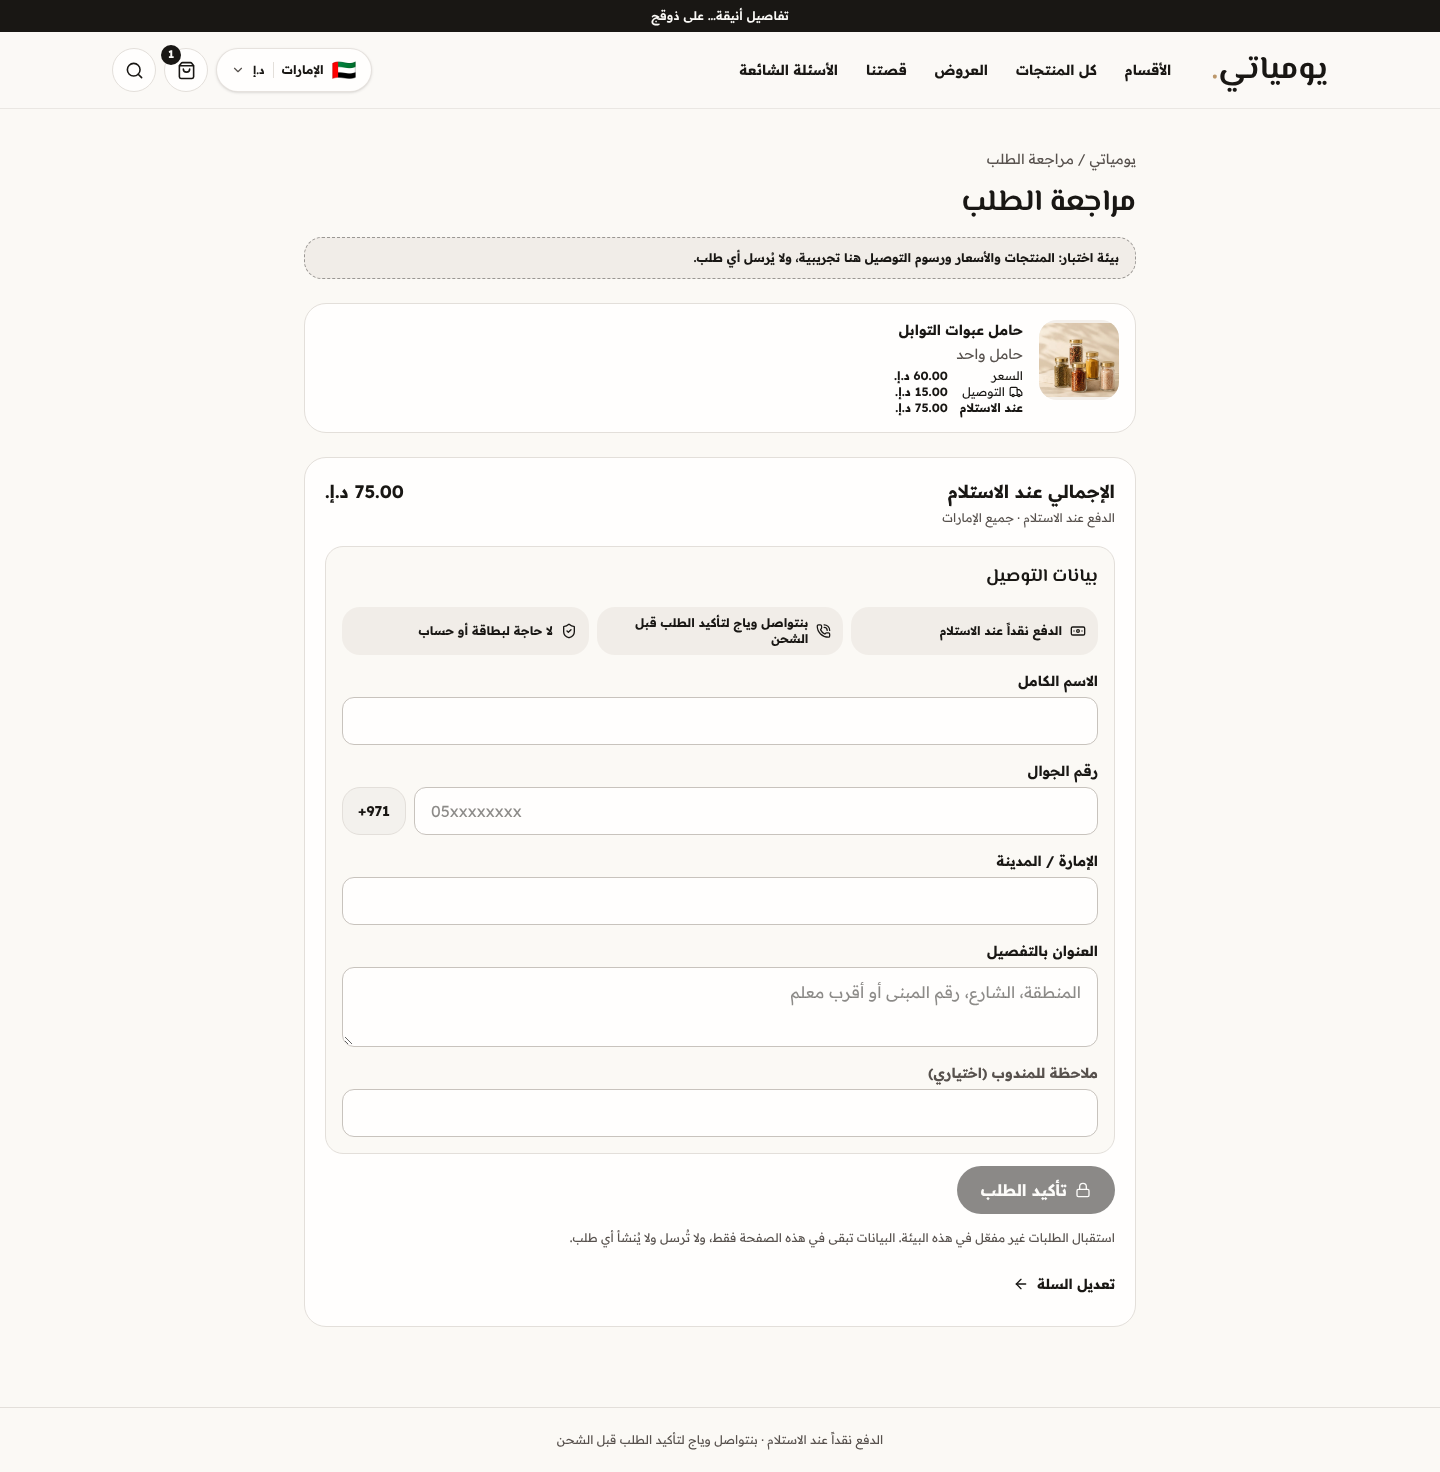 تفاصيل أنيقة… على ذوقج
يومياتي.
الأقسام
كل المنتجات
العروض
قصتنا
الأسئلة الشائعة
الإمارات
د.إ
1
يومياتي / مراجعة الطلب
مراجعة الطلب
بيئة اختبار: المنتجات والأسعار ورسوم التوصيل هنا تجريبية، ولا يُرسل أي طلب.
حامل عبوات التوابل
حامل واحد
السعر 60.00 د.إ.
التوصيل 15.00 د.إ.
عند الاستلام 75.00 د.إ.
الإجمالي عند الاستلام 75.00 د.إ.
الدفع عند الاستلام · جميع الإمارات
بيانات التوصيل
الدفع نقداً عند الاستلام
بنتواصل وياج لتأكيد الطلب قبل
الشحن
لا حاجة لبطاقة أو حساب
الاسم الكامل
رقم الجوال
05xxxxxxxx
+971
الإمارة / المدينة
العنوان بالتفصيل
المنطقة، الشارع، رقم المبنى أو أقرب معلم
ملاحظة للمندوب (اختياري)
تأكيد الطلب
استقبال الطلبات غير مفعّل في هذه البيئة. البيانات تبقى في هذه الصفحة فقط، ولا تُرسل ولا يُنشأ أي طلب.
تعديل السلة
الدفع نقداً عند الاستلام · بنتواصل وياج لتأكيد الطلب قبل الشحن